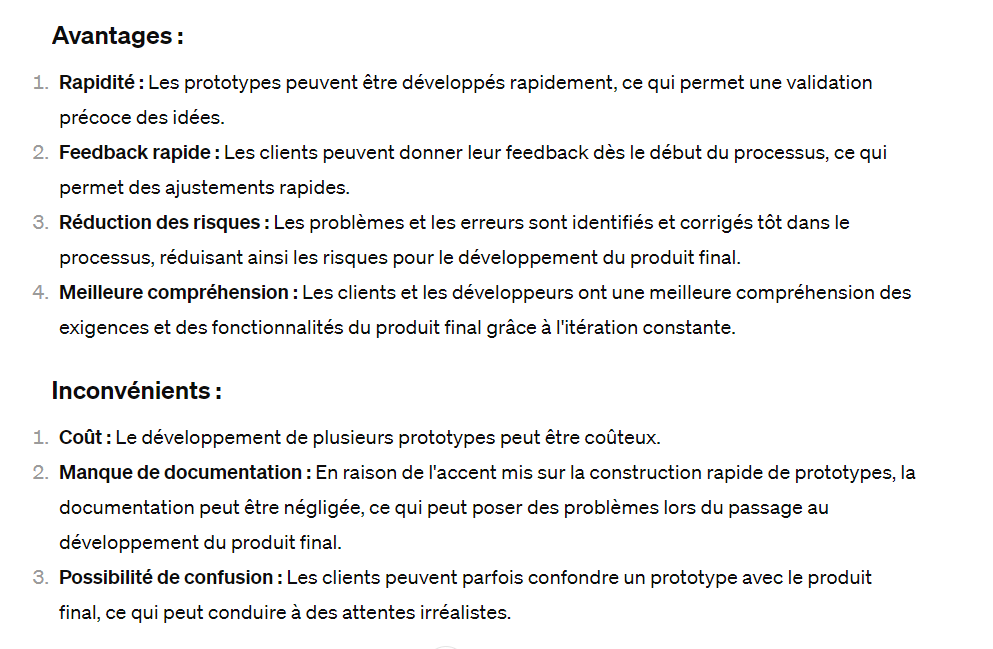 Avantages :
1. Rapidité : Les prototypes peuvent être développés rapidement, ce qui permet une validation
précoce des idées.
2. Feedback rapide : Les clients peuvent donner leur feedback dès le début du processus, ce qui
permet des ajustements rapides.
3. Réduction des risques : Les problèmes et les erreurs sont identifiés et corrigés tôt dans le
processus, réduisant ainsi les risques pour le développement du produit final.
4. Meilleure compréhension : Les clients et les développeurs ont une meilleure compréhension des
exigences et des fonctionnalités du produit final grâce à l'itération constante.
Inconvénients :
1. Coût : Le développement de plusieurs prototypes peut être coûteux.
2. Manque de documentation : En raison de l'accent mis sur la construction rapide de prototypes, la
documentation peut être négligée, ce qui peut poser des problèmes lors du passage au
développement du produit final.
3. Possibilité de confusion : Les clients peuvent parfois confondre un prototype avec le produit
final, ce qui peut conduire à des attentes irréalistes.